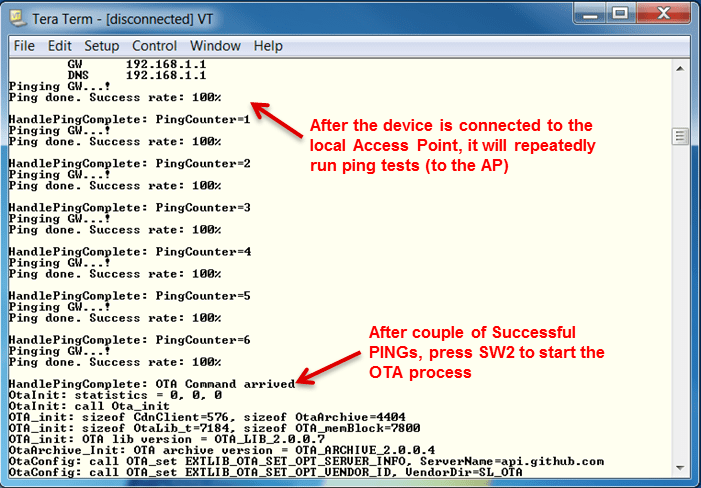 Tera Term - [disconnected] VT
File Edit Setup Control Window Help
GW 192.168.1.1
DNS 192.168.1.1
Pinging GW...!
Ping done. Success rate: 100%
HandlePingComplete: PingCounter=1
Pinging GW...!
Ping done. Success rate: 100%
HandlePingComplete: PingCounter=2
Pinging GW...!
Ping done. Success rate: 100%
HandlePingComplete: PingCounter=3
Pinging GW...!
Ping done. Success rate: 100%
HandlePingComplete: PingCounter=4
Pinging GW...!
Ping done. Success rate: 100%
HandlePingComplete: PingCounter=5
Pinging GW...!
Ping done. Success rate: 100%
HandlePingComplete: PingCounter=6
Pinging GW...!
Ping done. Success rate: 100%
HandlePingComplete: OTA Command arrived
OtaInit: statistics = 0, 0, 0
OtaInit: call Ota_init
OTA_init: sizeof CdnClient=576, sizeof OtaArchive=4404
OTA_init: sizeof OtaLib_t=7184, sizeof OTA_memBlock=7800
OTA_init: OTA lib version = OTA_LIB_2.0.0.7
OtaArchive_Init: OTA archive version = OTA_ARCHIVE_2.0.0.4
OtaConfig: call OTA_set EXTLIB_OTA_SET_OPT_SERVER_INFO, ServerName=api.github.com
OtaConfig: call OTA_set EXTLIB_OTA_SET_OPT_VENDOR_ID, VendorDir=SL_OTA
After the device is connected to the
local Access Point, it will repeatedly
run ping tests (to the AP)
After couple of Successful
PINGs, press SW2 to start the
OTA process